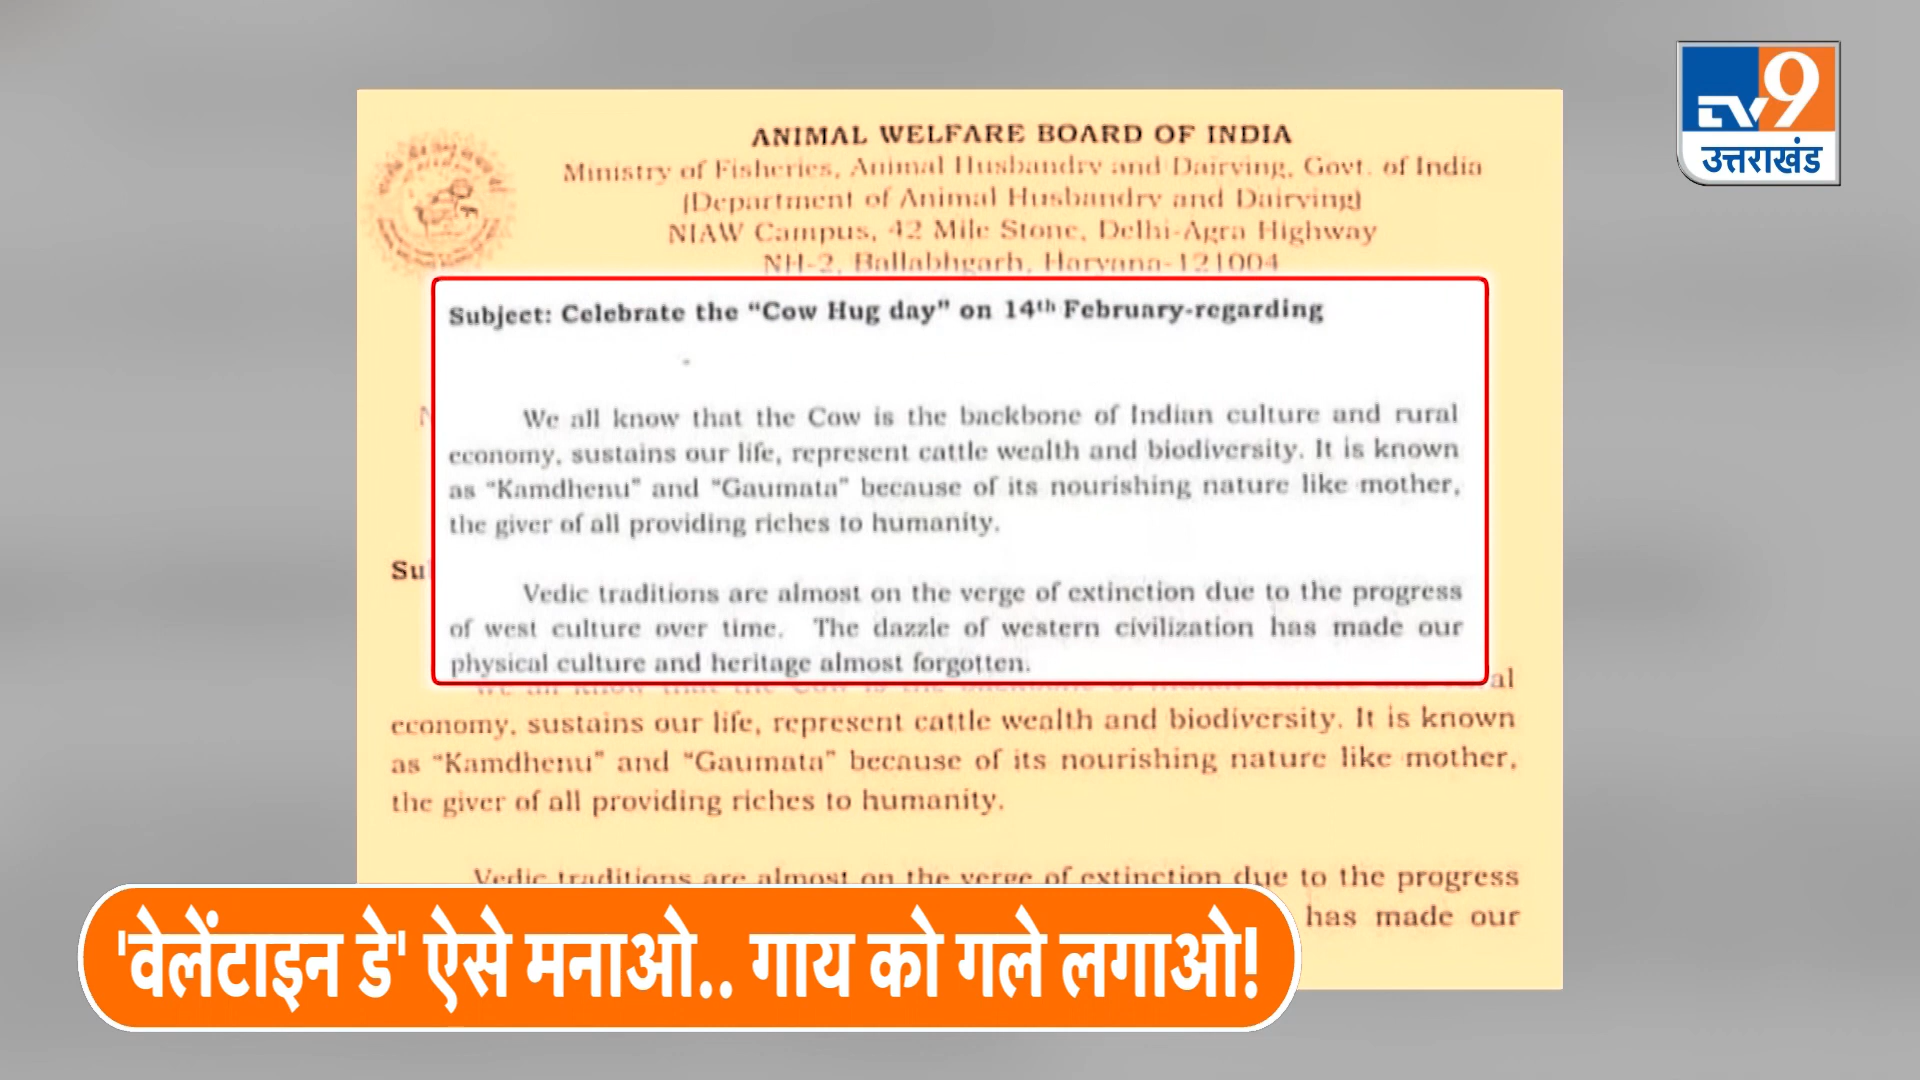 TV9
उत्तराखंड
ANIMAL WELFARE BOARD OF INDIA
Ministry of Fisheries, Animal Husbandry and Dairying, Govt. of India
(Department of Animal Husbandry and Dairying)
NIAW Campus, 42 Mile Stone, Delhi-Agra Highway
NH-2, Ballabhgarh, Haryana-121004
Subject: Celebrate the “Cow Hug day” on 14th February-regarding
We all know that the Cow is the backbone of Indian culture and rural
economy, sustains our life, represent cattle wealth and biodiversity. It is known
as “Kamdhenu” and “Gaumata” because of its nourishing nature like mother,
the giver of all providing riches to humanity.
Su
Vedic traditions are almost on the verge of extinction due to the progress
of west culture over time. The dazzle of western civilization has made our
physical culture and heritage almost forgotten.
al
economy, sustains our life, represent cattle wealth and biodiversity. It is known
as “Kamdhenu” and “Gaumata” because of its nourishing nature like mother,
the giver of all providing riches to humanity.
Vedic traditions are almost on the verge of extinction due to the progress
has made our
'वेलेंटाइन डे' ऐसे मनाओ.. गाय को गले लगाओ!